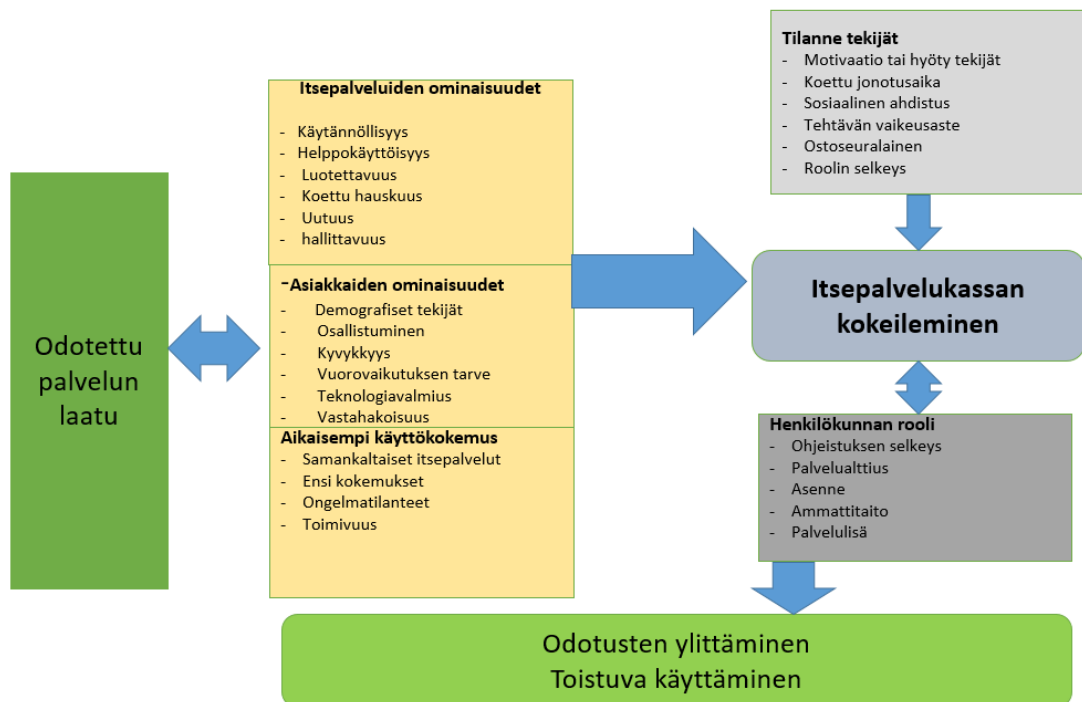 Odotettu
palvelun
laatu
Itsepalveluiden ominaisuudet
- Käytännöllisyys
- Helppokäyttöisyys
- Luotettavuus
- Koettu hauskuus
- Uutuus
- hallittavuus
-Asiakkaiden ominaisuudet
- Demografiset tekijät
- Osallistuminen
- Kyvykkyys
- Vuorovaikutuksen tarve
- Teknologiavalmius
- Vastahakoisuus
Aikaisempi käyttökokemus
- Samankaltaiset itsepalvelut
- Ensi kokemukset
- Ongelmatilanteet
- Toimivuus
Tilanne tekijät
- Motivaatio tai hyöty tekijät
- Koettu jonotusaika
- Sosiaalinen ahdistus
- Tehtävän vaikeusaste
- Ostoseuralainen
- Roolin selkeys
Itsepalvelukassan
kokeileminen
Henkilökunnan rooli
- Ohjeistuksen selkeys
- Palvelualttius
- Asenne
- Ammattitaito
- Palvelulisä
Odotusten ylittäminen
Toistuva käyttäminen